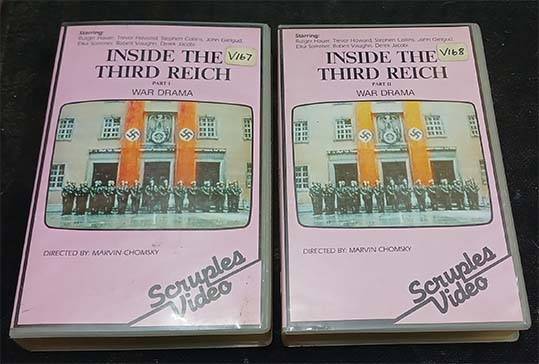 Starring:
Rutger Hauer, Trevor Howard, Stephen Collins, John Gielgud,
Elke Sommer, Robert Vaughn, Derek Jacobi
INSIDE THE
THIRD REICH
PART I
WAR DRAMA
V167
DIRECTED BY: MARVIN CHOMSKY
Scruples
Video
Starring:
Rutger Hauer, Trevor Howard, Stephen Collins, John Gielgud,
Elke Sommer, Robert Vaughn, Derek Jacobi
INSIDE THE
THIRD REICH
PART II
WAR DRAMA
V168
DIRECTED BY: MARVIN CHOMSKY
Scruples
Video